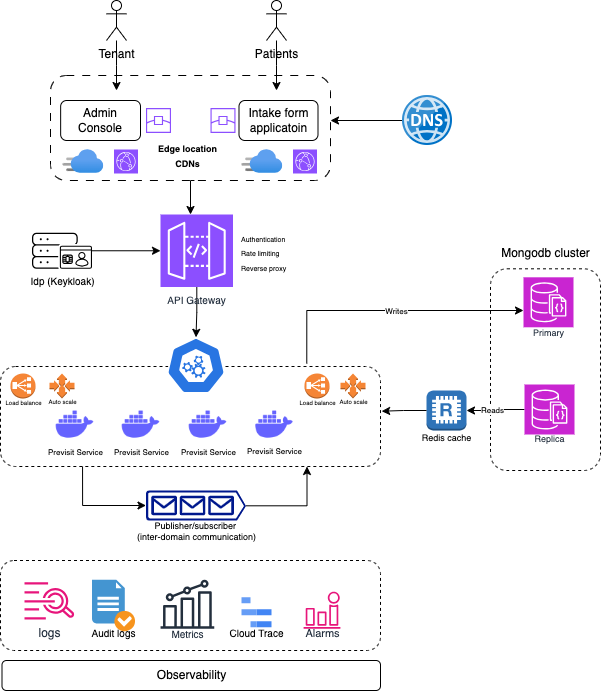 Tenant
Patients
Admin
Console
Intake form
applicatoin
DNS
Edge location
CDNs
Authentication
Rate limiting
Reverse proxy
Idp (Keykloak)
API Gateway
Mongodb cluster
Writes
Primary
Load balance
Auto scale
Load balance
Auto scale
R
Redis cache
Reads
Replica
Previsit Service
Previsit Service
Previsit Service
Previsit Service
Publisher/subscriber
(inter-domain communication)
logs
Audit logs
Metrics
Cloud Trace
Alarms
Observability